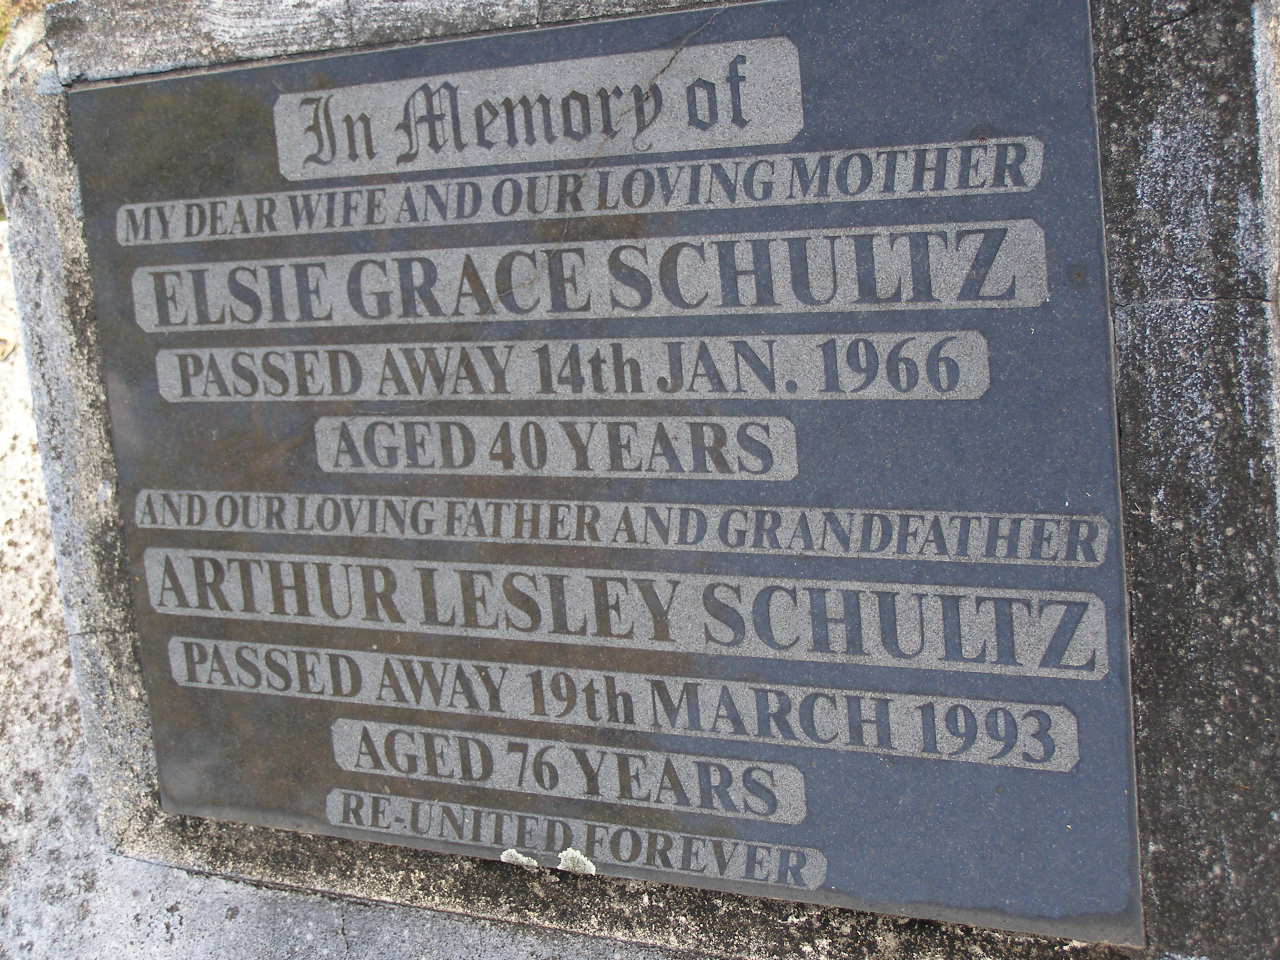 In Memory of
MY DEAR WIFE AND OUR LOVING MOTHER
ELSIE GRACE SCHULTZ
PASSED AWAY 14th. JAN. 1966
AGED 40 YEARS
AND OUR LOVING FATHER AND GRANDFATHER
ARTHUR LESLEY SCHULTZ
PASSED AWAY 19th MARCH 1993
AGED 76 YEARS
RE-UNITED FOREVER